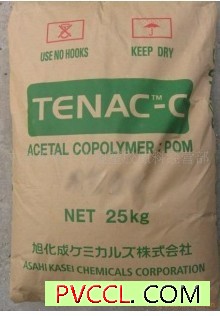 USE NO HOOKS
KEEP DRY
TENAC™-C
ACETAL COPOLYMER : POM
NET 25kg
旭化成ケミカルズ株式会社
ASAHI KASEI CHEMICALS CORPORATION
PVCCL.COM